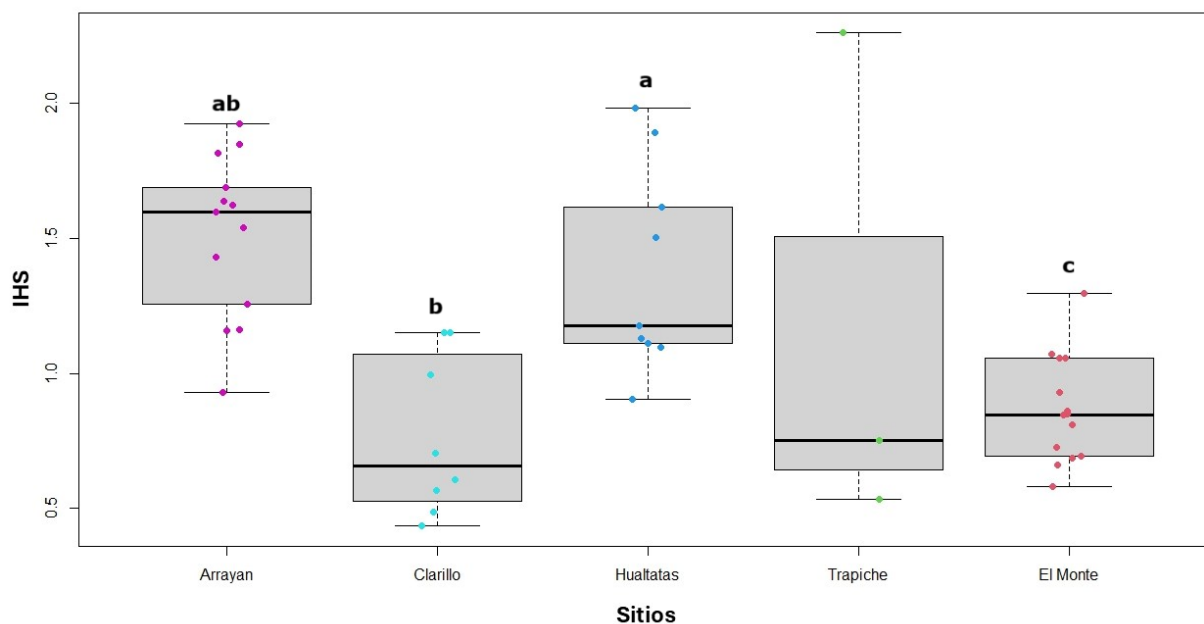 ab
a
c
b
IHS
2.0
1.5
1.0
0.5
Arrayan Clarillo Hualtatas Trapiche El Monte
Sitios